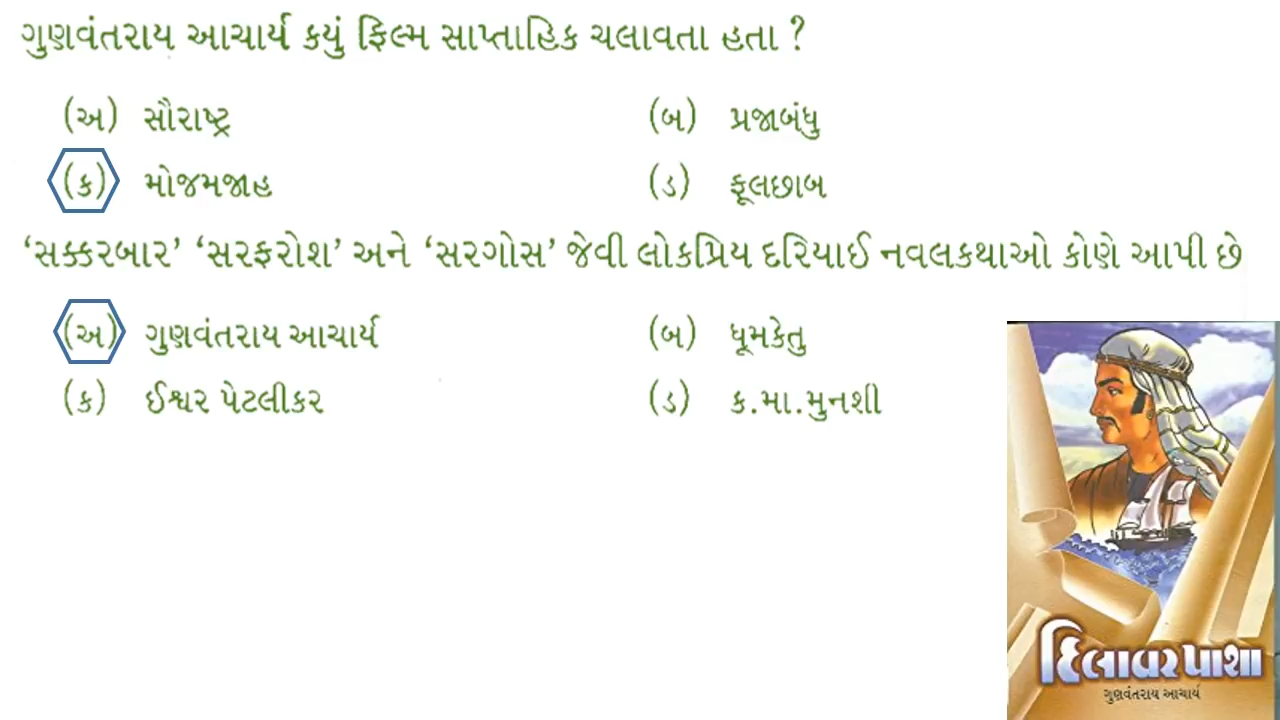 ગુણવંતરાય આચાર્ય કયું ફિલ્મ સાપ્તાહિક ચલાવતા હતા ?
(અ) સૌરાષ્ટ્ર (બ) પ્રજાબંધુ
(ક) મોજમજાહ (ડ) ફૂલછાબ
‘સક્કરબાર’ ‘સરફરોશ’ અને ‘સરગોસ’ જેવી લોકપ્રિય દરિયાઈ નવલકથાઓ કોણે આપી છે
(અ) ગુણવંતરાય આચાર્ય (બ) ધૂમકેતુ
(ક) ઈશ્વર પેટલીકર (ડ) ક.મા.મુનશી
દિલાવર પાશા
ગુણવંતરાય આચાર્ય